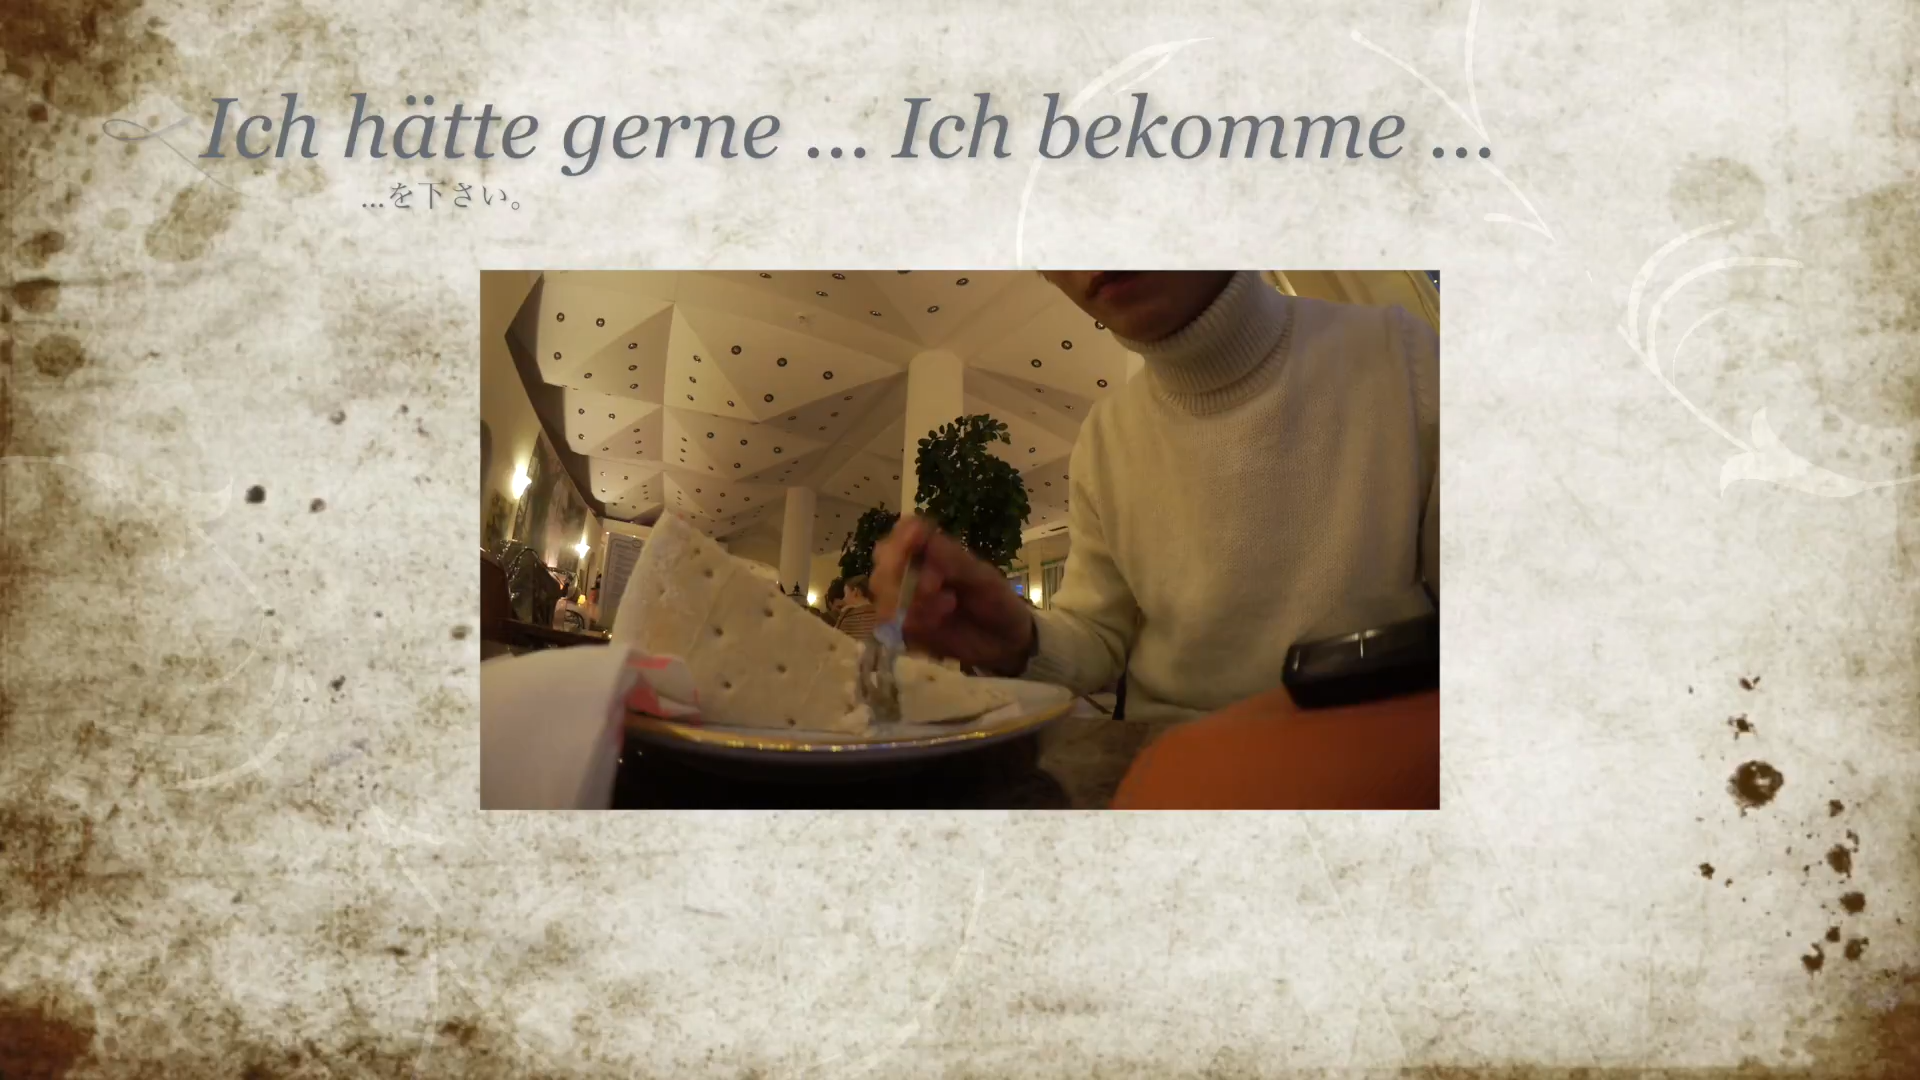 Ich hätte gerne ... Ich bekomme ...
...を下さい。